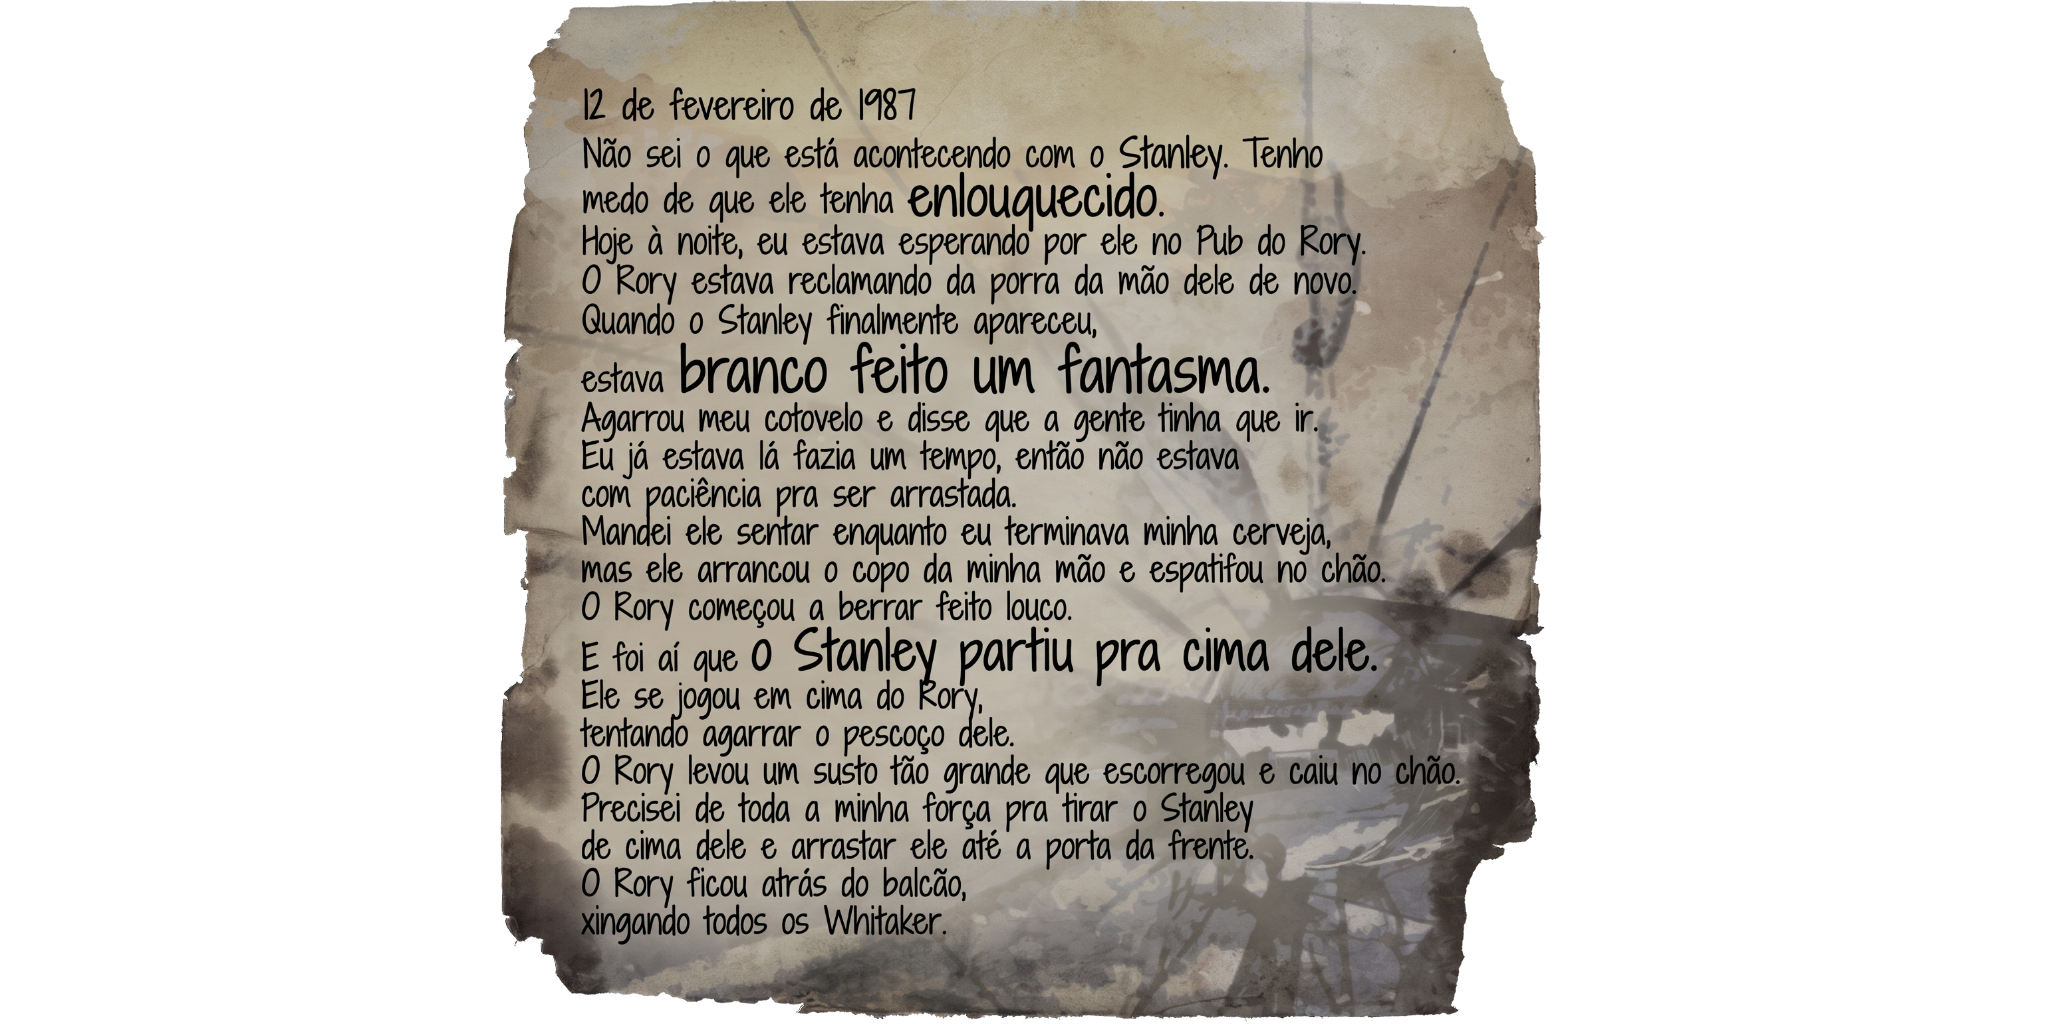 12 de fevereiro de 1987
Não sei o que está acontecendo com o Stanley. Tenho
medo de que ele tenha enlouquecido.
Hoje à noite, eu estava esperando por ele no Pub do Rory.
O Rory estava reclamando da porra da mão dele de novo.
Quando o Stanley finalmente apareceu,
estava branco feito um fantasma.
Agarrou meu cotovelo e disse que a gente tinha que ir.
Eu já estava lá fazia um tempo, então não estava
com paciência pra ser arrastada.
Mandei ele sentar enquanto eu terminava minha cerveja,
mas ele arrancou o copo da minha mão e espatifou no chão.
O Rory começou a berrar feito louco.
E foi aí que o Stanley partiu pra cima dele.
Ele se jogou em cima do Rory,
tentando agarrar o pescoço dele.
O Rory levou um susto tão grande que escorregou e caiu no chão.
Precisei de toda a minha força pra tirar o Stanley
de cima dele e arrastar ele até a porta da frente.
O Rory ficou atrás do balcão,
xingando todos os Whitaker.